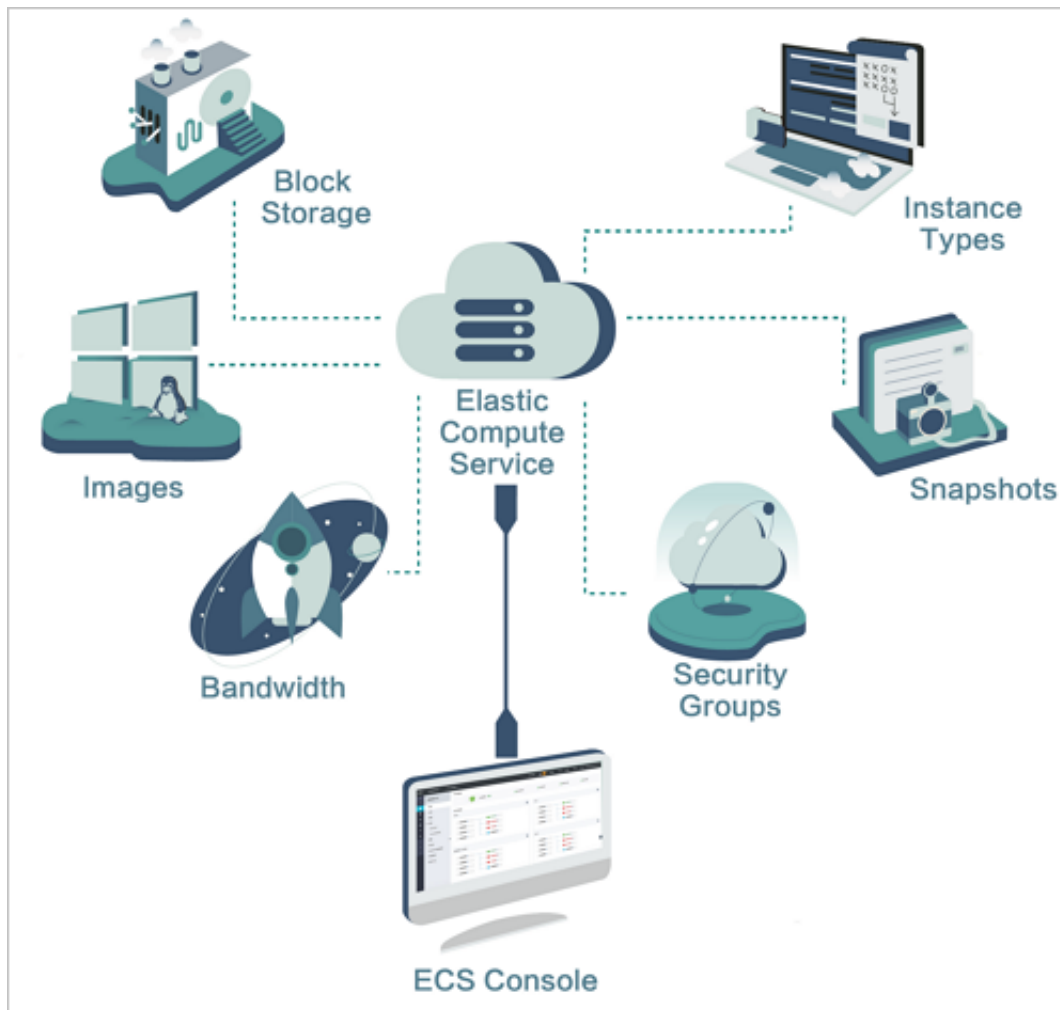 Block
Storage
Instance
Types
Elastic
Compute
Service
Images
Snapshots
Bandwidth
Security
Groups
ECS Console